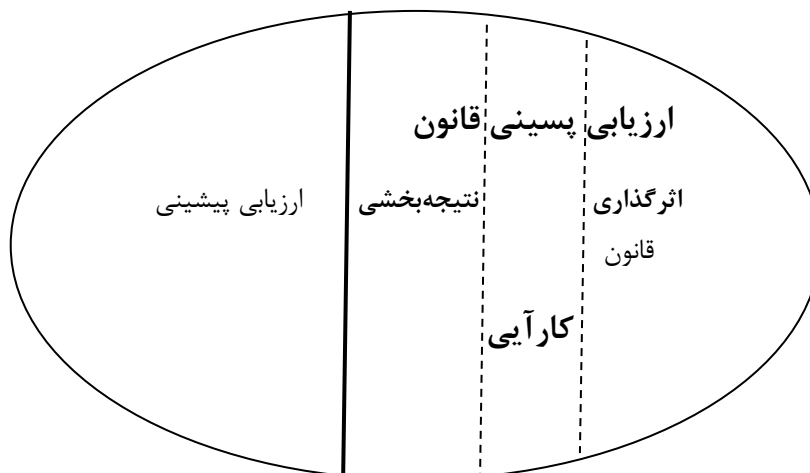 ارزیابی پسینی قانون
اثرگذاری
قانون
کارآیی
نتیجه‌بخشی
ارزیابی پیشینی